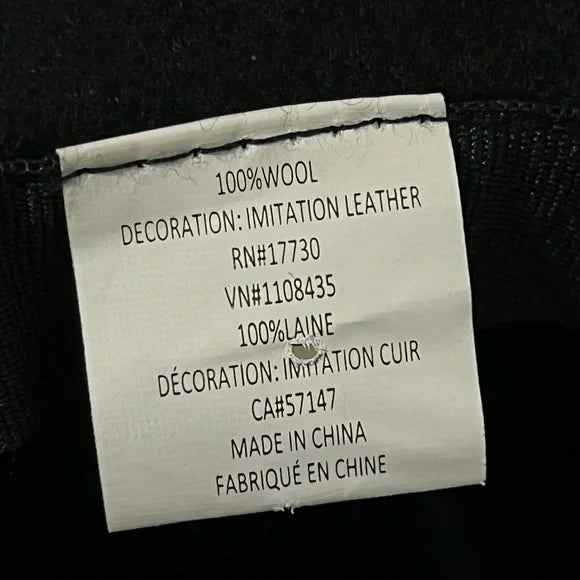 100%WOOL
DECORATION: IMITATION LEATHER
RN#17730
VN#1108435
100%LAINE
DÉCORATION: IMITATION CUIR
CA#57147
MADE IN CHINA
FABRIQUÉ EN CHINE